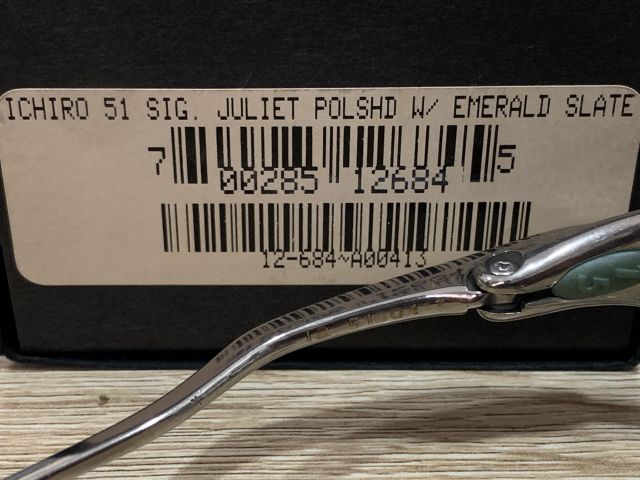 ICHIRO 51 SIG. JULIET POLSHD W/ EMERALD SLATE
7 00285 12684 5
12-684~A00413